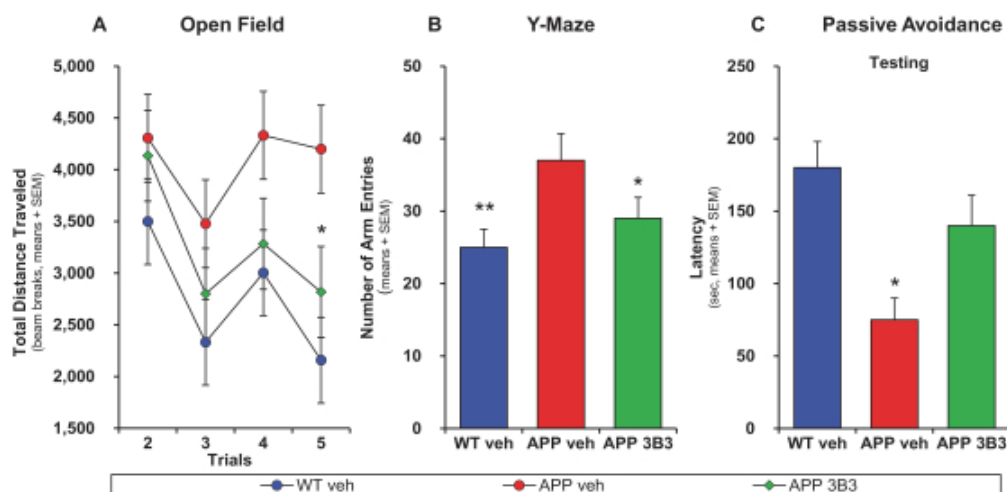 A Open Field
Total Distance Traveled
(beam breaks, means + SEM)
5,000
4,500
4,000
3,500
3,000
2,500
2,000
1,500
*
2 3 4 5
Trials
B Y-Maze
Number of Arm Entries
(means + SEM)
50
40
30
20
10
0
**
*
WT veh APP veh APP 3B3
C Passive Avoidance
Testing
Latency
(sec, means + SEM)
250
200
150
100
50
0
*
WT veh APP veh APP 3B3
WT veh APP veh APP 3B3